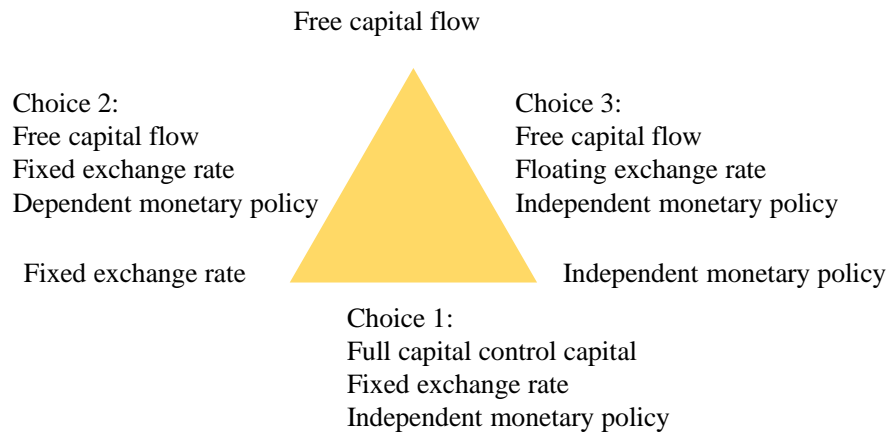 Free capital flow
Choice 2:
Free capital flow
Fixed exchange rate
Dependent monetary policy
Choice 3:
Free capital flow
Floating exchange rate
Independent monetary policy
Fixed exchange rate
Independent monetary policy
Choice 1:
Full capital control capital
Fixed exchange rate
Independent monetary policy